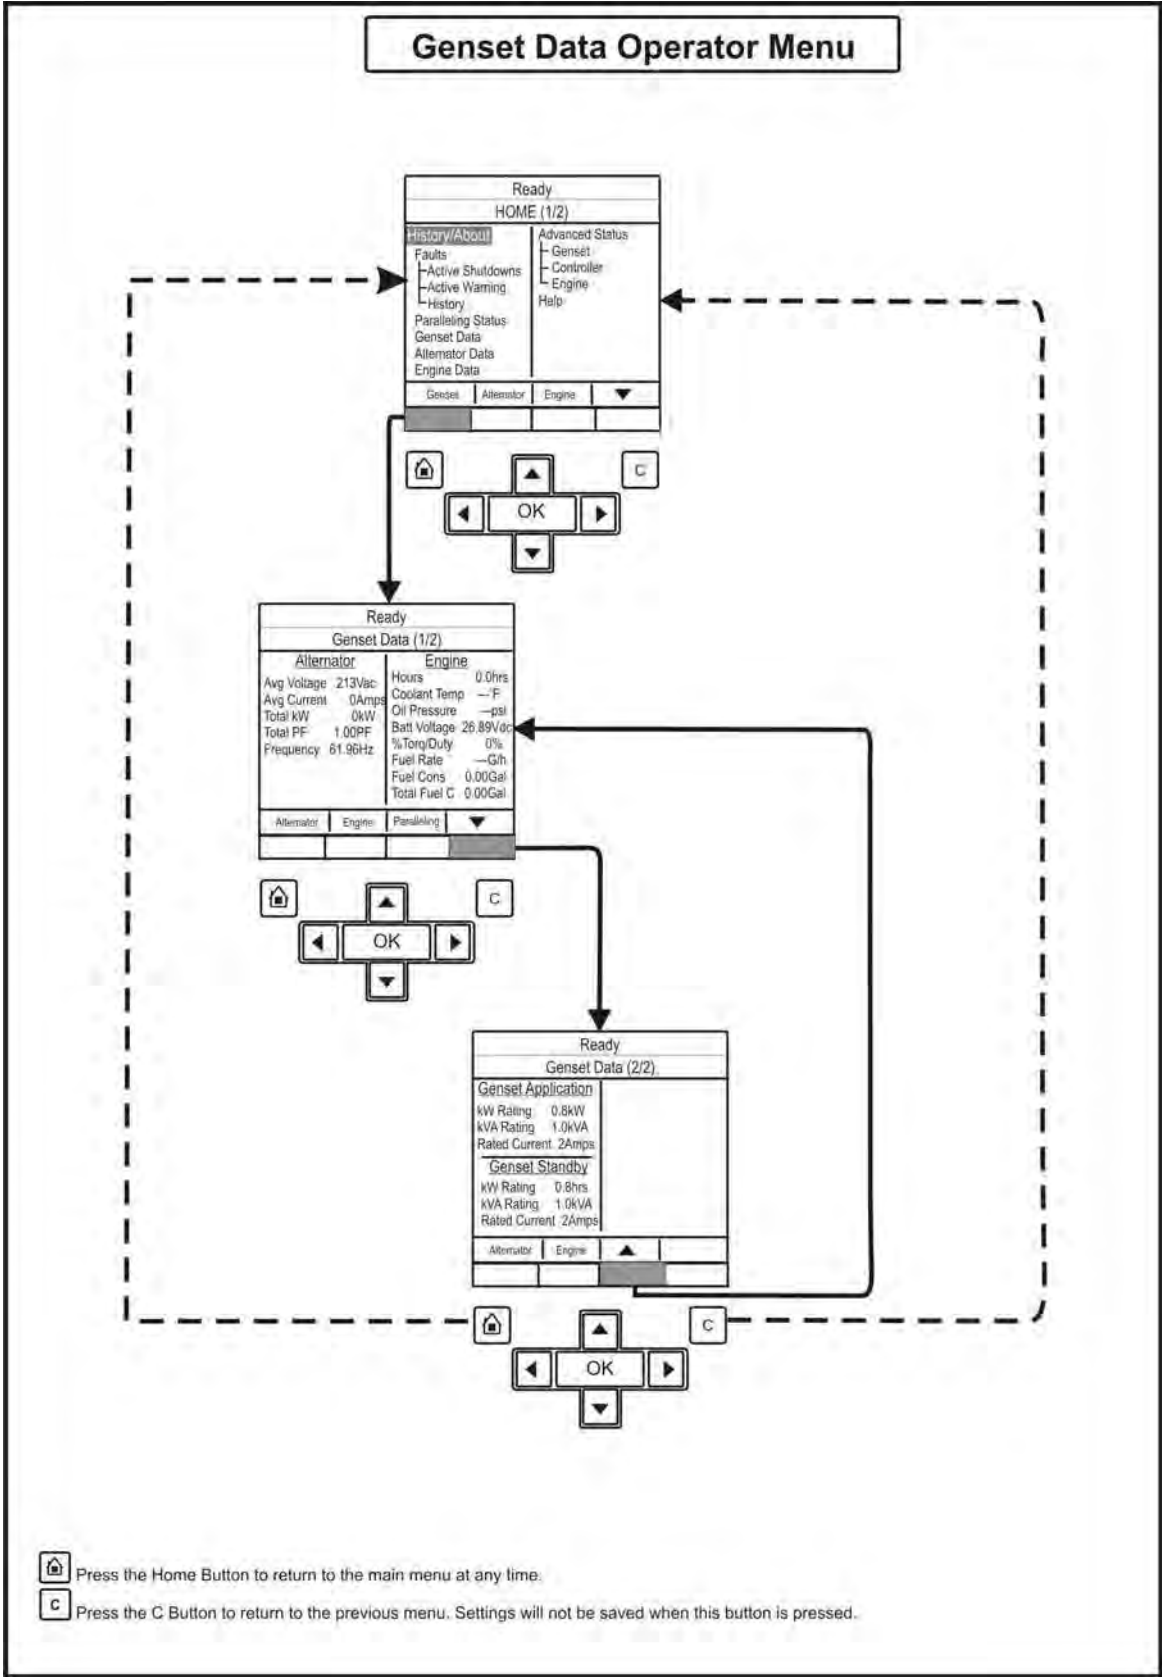 Genset Data Operator Menu
Ready
HOME (1/2)
History/About
Faults
Active Shutdowns
Active Warning
History
Paralleling Status
Genset Data
Alternator Data
Engine Data
Advanced Status
Genset
Controller
Engine
Help
Genset Alternator Engine ▼
C
▲
◀ OK ▶
▼
Ready
Genset Data (1/2)
Alternator
Avg Voltage 213Vac
Avg Current 0Amps
Total kW 0kW
Total PF 1.00PF
Frequency 61.96Hz
Engine
Hours 0.0hrs
Coolant Temp ---°F
Oil Pressure ---psi
Batt Voltage 26.89Vdc
%Torq/Duty 0%
Fuel Rate ---G/h
Fuel Cons 0.00Gal
Total Fuel C 0.00Gal
Alternator Engine Paralleling ▼
C
▲
◀ OK ▶
▼
Ready
Genset Data (2/2)
Genset Application
kW Rating 0.8kW
kVA Rating 1.0kVA
Rated Current 2Amps
Genset Standby
kW Rating 0.8hrs
kVA Rating 1.0kVA
Rated Current 2Amps
Alternator Engine ▲
C
▲
◀ OK ▶
▼
Press the Home Button to return to the main menu at any time.
C Press the C Button to return to the previous menu. Settings will not be saved when this button is pressed.